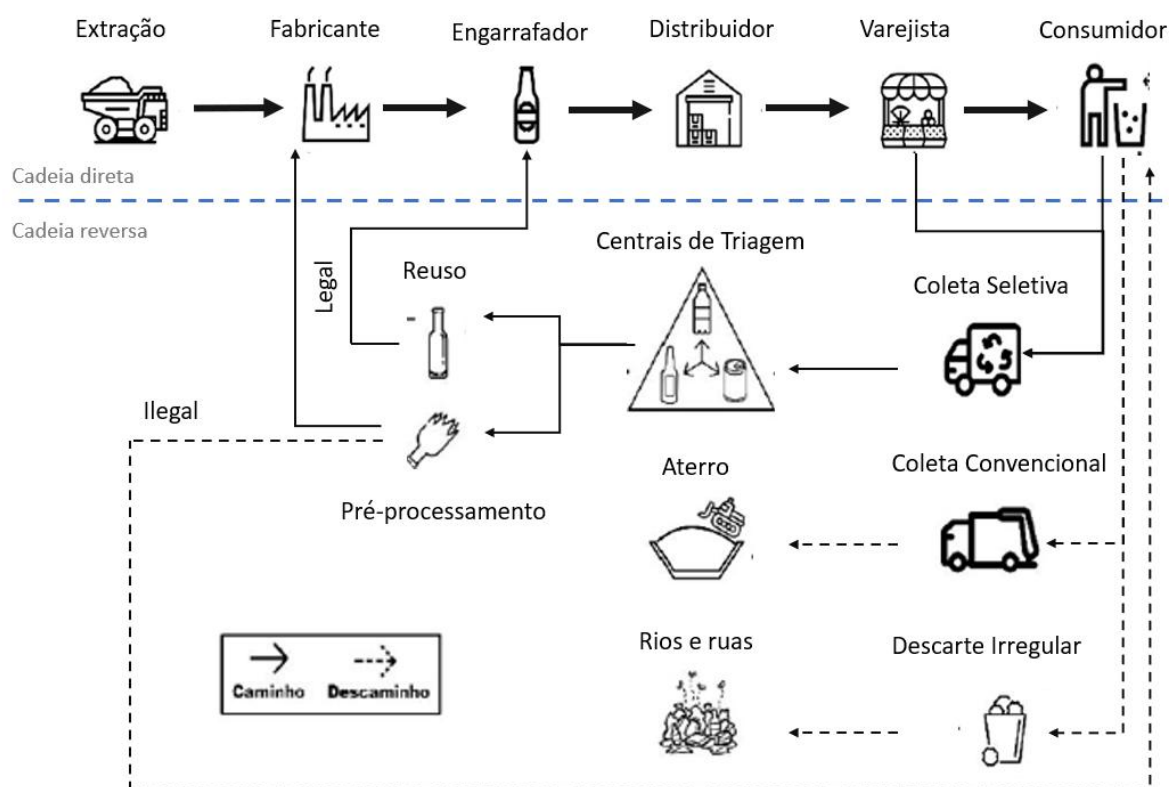 Extração
Fabricante
Engarrafador
Distribuidor
Varejista
Consumidor
Cadeia direta
Cadeia reversa
Centrais de Triagem
Legal
Reuso
Coleta Seletiva
Ilegal
Aterro
Coleta Convencional
Pré-processamento
Rios e ruas
Descarte Irregular
Caminho
Descaminho